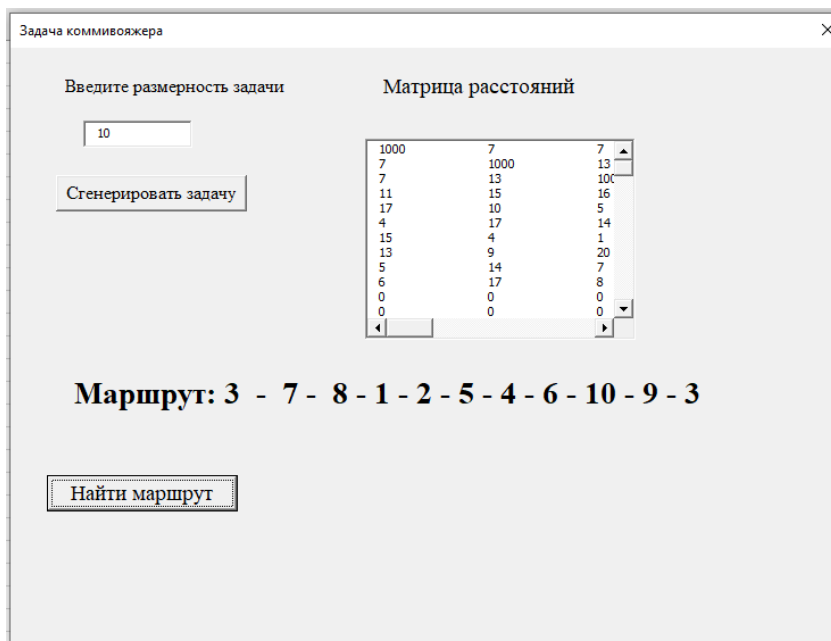 Задача коммивояжера
Введите размерность задачи
Матрица расстояний
10
Сгенерировать задачу
1000 7 7
7 1000 13
7 13 100
11 15 16
17 10 5
4 17 14
15 4 1
13 9 20
5 14 7
6 17 8
0 0 0
0 0 0
Маршрут: 3 - 7 - 8 - 1 - 2 - 5 - 4 - 6 - 10 - 9 - 3
Найти маршрут